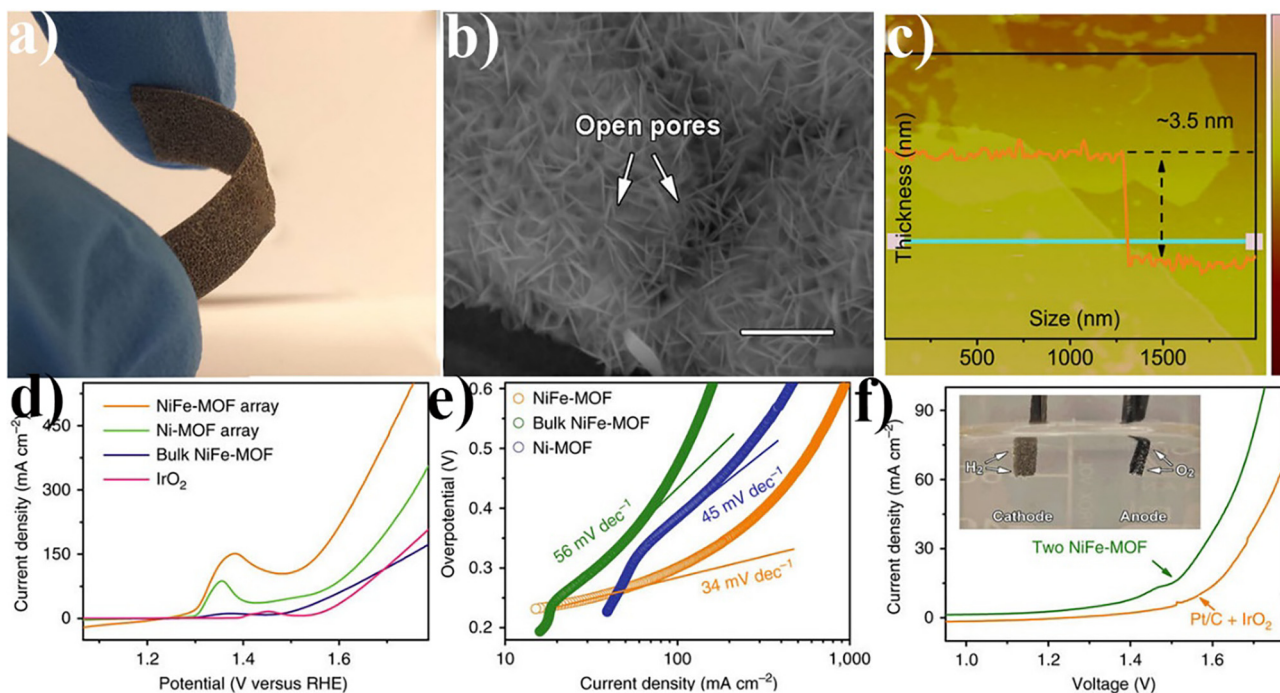 a)
b)
Open pores
c)
~3.5 nm
Thickness (nm)
Size (nm)
500 1000 1500
d)
NiFe-MOF array
Ni-MOF array
Bulk NiFe-MOF
IrO₂
Current density (mA cm⁻²)
450
300
150
0
1.2 1.4 1.6
Potential (V versus RHE)
e)
NiFe-MOF
Bulk NiFe-MOF
Ni-MOF
56 mV dec⁻¹
45 mV dec⁻¹
34 mV dec⁻¹
Overpotential (V)
0.6
0.5
0.4
0.3
0.2
10 100 1,000
Current density (mA cm⁻²)
f)
H₂
O₂
Cathode
Anode
Two NiFe-MOF
Pt/C + IrO₂
Current density (mA cm⁻²)
90
60
30
0
1.0 1.2 1.4 1.6
Voltage (V)